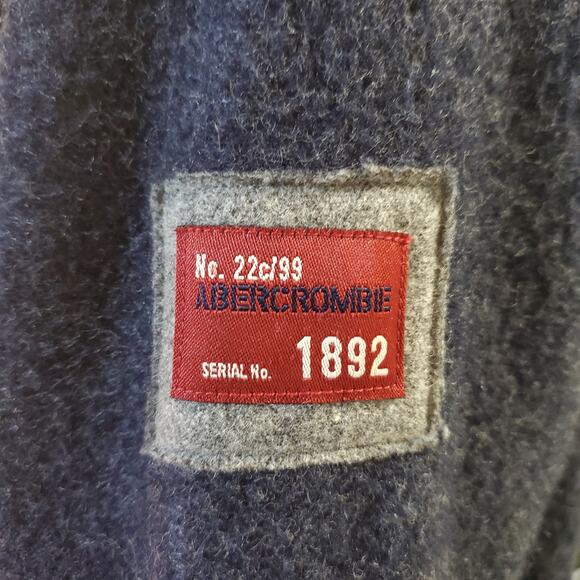 No. 22c/99
ABERCROMBIE
SERIAL No. 1892